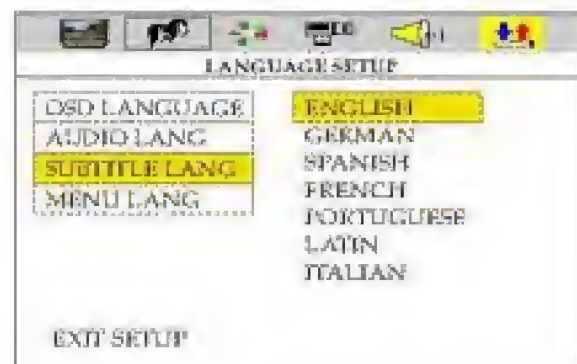 LANGUAGE SETUP
OSD LANGUAGE
AUDIO LANG
SUBTITLE LANG
MENU LANG
ENGLISH
GERMAN
SPANISH
FRENCH
PORTUGUESE
LATIN
ITALIAN
EXIT SETUP